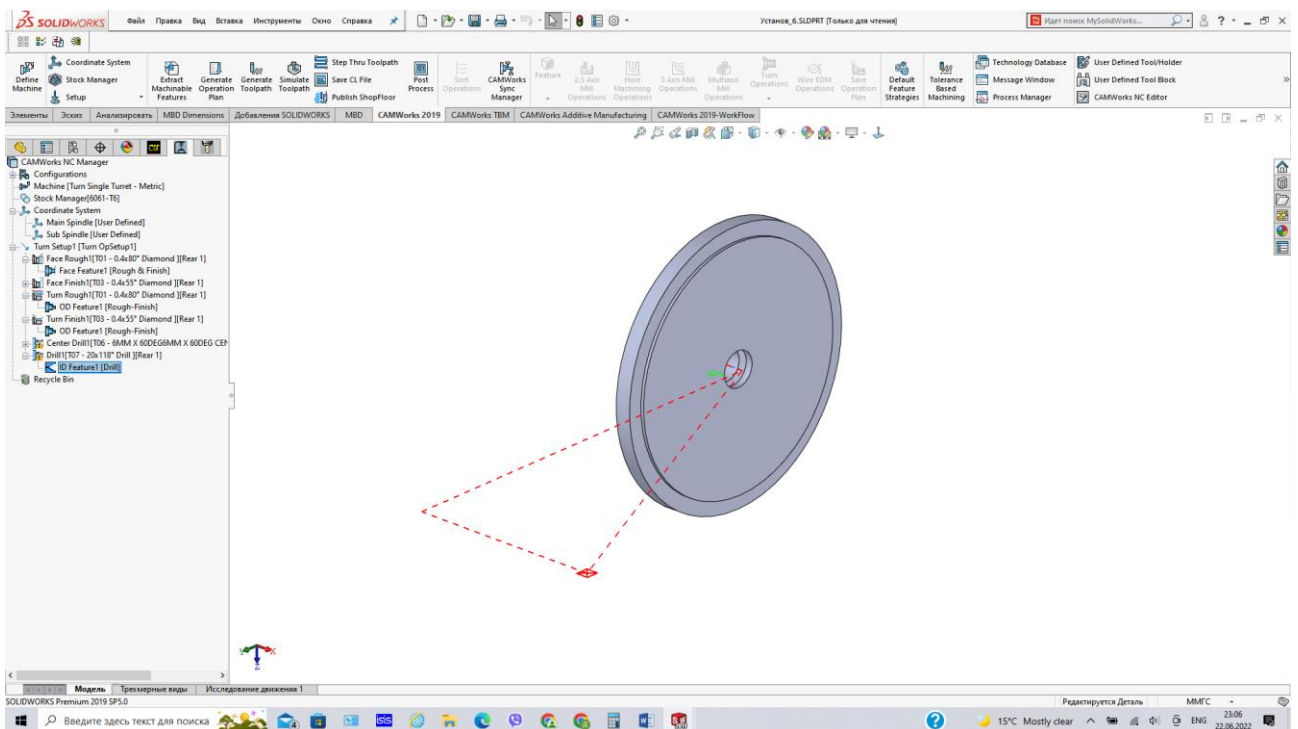 SOLIDWORKS Файл Правка Вид Вставка Инструменты Окно Справка Установ_6.SLDPRT [Только для чтения] Идет поиск MySolidWorks...
Define Machine
Coordinate System
Stock Manager
Setup
Extract Machinable Features
Generate Operation Plan
Generate Toolpath
Simulate Toolpath
Step Thru Toolpath
Save CL File
Publish ShopFloor
Post Process
Sort Operations
CAMWorks Sync Manager
Feature
2.5 Axis Mill Operations
Hole Machining Operations
3 Axis Mill Operations
Multiaxis Mill Operations
Turn Operations
Wire EDM Operations
Save Operation Plan
Default Feature Strategies
Tolerance Based Machining
Technology Database
Message Window
Process Manager
User Defined Tool/Holder
User Defined Tool Block
CAMWorks NC Editor
Элементы Эскиз Анализировать MBD Dimensions Добавления SOLIDWORKS MBD CAMWorks 2019 CAMWorks TBM CAMWorks Additive Manufacturing CAMWorks 2019-WorkFlow
CAMWorks NC Manager
Configurations
Machine [Turn Single Turret - Metric]
Stock Manager[6061-T6]
Coordinate System
Main Spindle [User Defined]
Sub Spindle [User Defined]
Turn Setup1 [Turn OpSetup1]
Face Rough1[T01 - 0.4x80° Diamond ][Rear 1]
Face Feature1 [Rough & Finish]
Face Finish1[T03 - 0.4x55° Diamond ][Rear 1]
Turn Rough1[T01 - 0.4x80° Diamond ][Rear 1]
OD Feature1 [Rough-Finish]
Turn Finish1[T03 - 0.4x55° Diamond ][Rear 1]
OD Feature1 [Rough-Finish]
Center Drill1[T06 - 6MM X 60DEG6MM X 60DEG CEN
Drill1[T07 - 20x118° Drill ][Rear 1]
ID Feature1 [Drill]
Recycle Bin
Z
Модель Трехмерные виды Исследование движения 1
SOLIDWORKS Premium 2019 SP5.0 Редактируется Деталь ММГС
Введите здесь текст для поиска 15°C Mostly clear ENG 23:06
22.06.2022